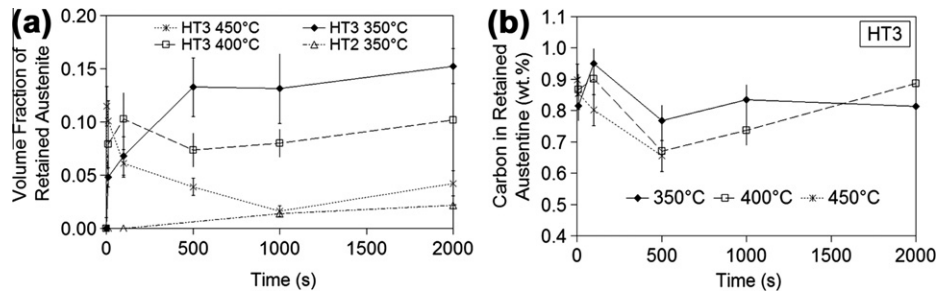 (a)
HT3 450°C
HT3 350°C
HT3 400°C
HT2 350°C
Volume Fraction of
Retained Austenite
0.20
0.15
0.10
0.05
0.00
0
500
1000
1500
2000
Time (s)
(b)
HT3
Carbon in Retained
Austentine (wt.%)
1.1
1.0
0.9
0.8
0.7
0.6
0.5
0.4
350°C
400°C
450°C
0
500
1000
1500
2000
Time (s)